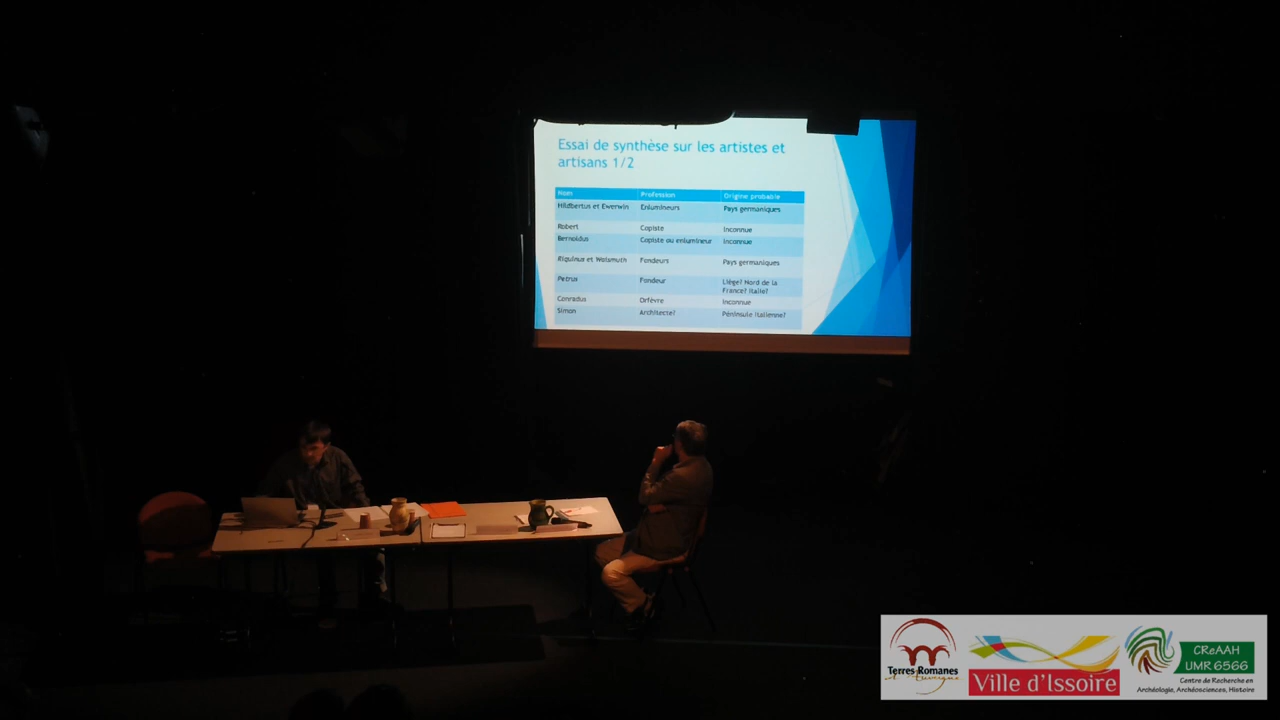 Essai de synthèse sur les artistes et
artisans 1/2
Nom Profession Origine probable
Hildbertus et Ewerwin Enlumineurs Pays germaniques
Robert Copiste Inconnue
Bernoldus Copiste ou enlumineur Inconnue
Riquinus et Waismuth Fondeurs Pays germaniques
Petrus Fondeur Liège? Nord de la
France? Italie?
Conradus Orfèvre Inconnue
Simon Architecte? Péninsule italienne?
Terres Romanes
d'Auvergne
Ville d'Issoire
CReAAH
UMR 6566
Centre de Recherche en
Archéologie, Archéosciences, Histoire